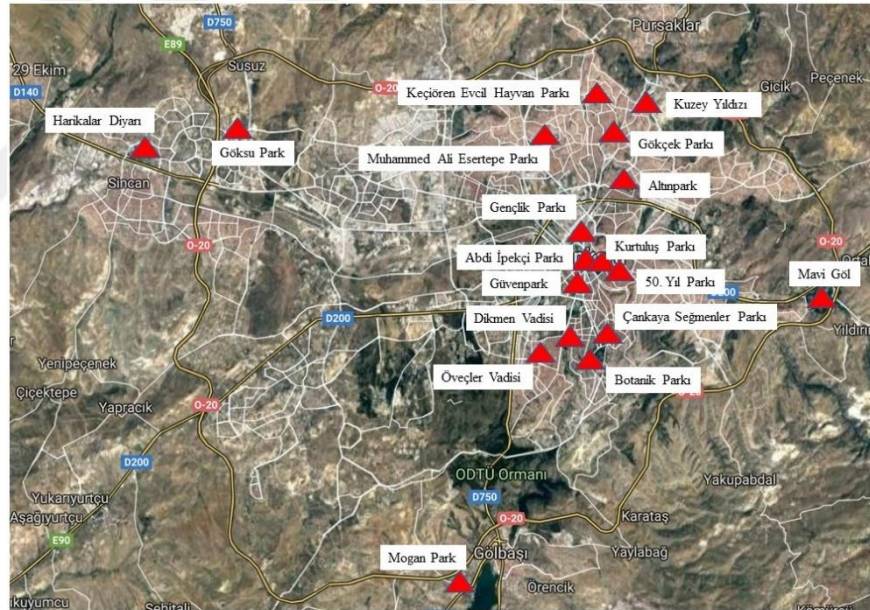 D750
Pursaklar
E89
29 Ekim
Susuz
Gicik
Peçenek
D140
O-20
Keçiören Evcil Hayvan Parkı
Kuzey Yıldızı
Harikalar Diyarı
Göksu Park
Muhammed Ali Esertepe Parkı
Gökçek Parkı
Sincan
Altınpark
Gençlik Parkı
O-20
Kurtuluş Parkı
O-20
Abdi İpekçi Parkı
Mavi Göl
Güvenpark
50. Yıl Parkı
D200
D200
Dikmen Vadisi
Çankaya Seğmenler Parkı
Yenipeçenek
Öveçler Vadisi
Botanik Parkı
Çiçektepe
Yapracık
O-20
O-20
D200
ODTÜ Ormanı
Yakupabdal
Yukarıyurtçu
D750
Aşağıyurtçu
O-20
Karataş
E90
Mogan Park
Gölbaşı
Yaylabağ
Örencik